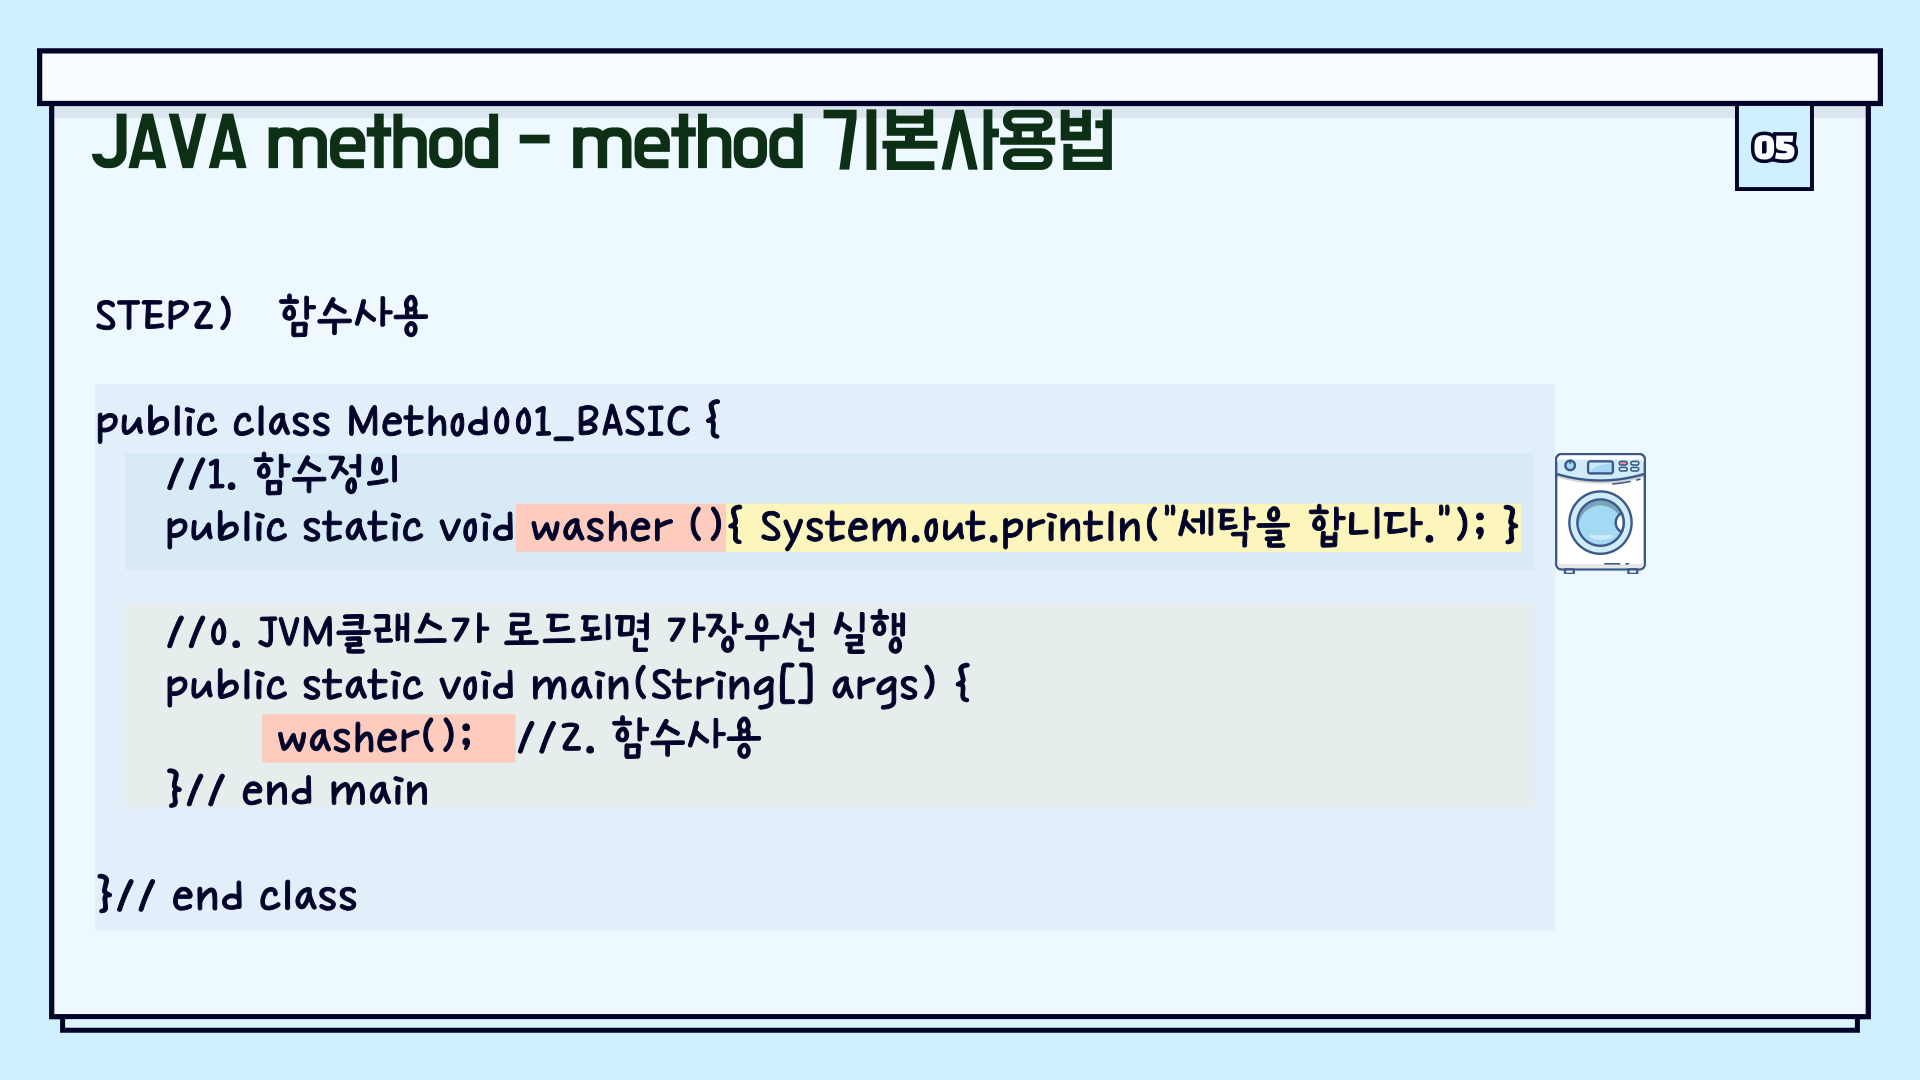 JAVA method - method 기본사용법
05
STEP2) 함수사용
public class Method001_BASIC {
//1. 함수정의
public static void washer (){ System.out.println("세탁을 합니다."); }
//0. JVM클래스가 로드되면 가장우선 실행
public static void main(String[] args) {
washer(); //2. 함수사용
}// end main
}// end class